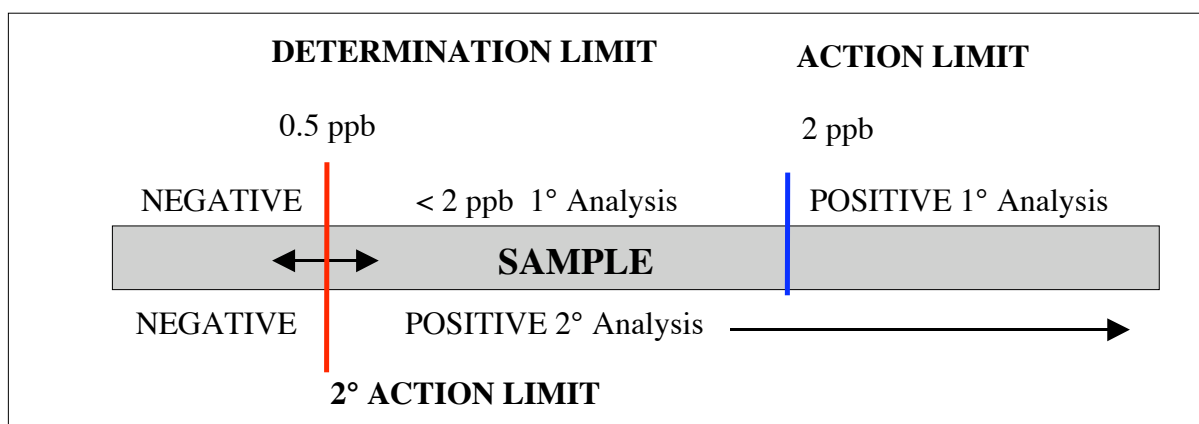 DETERMINATION LIMIT ACTION LIMIT
0.5 ppb 2 ppb
NEGATIVE < 2 ppb 1° Analysis POSITIVE 1° Analysis
SAMPLE
NEGATIVE POSITIVE 2° Analysis
2° ACTION LIMIT